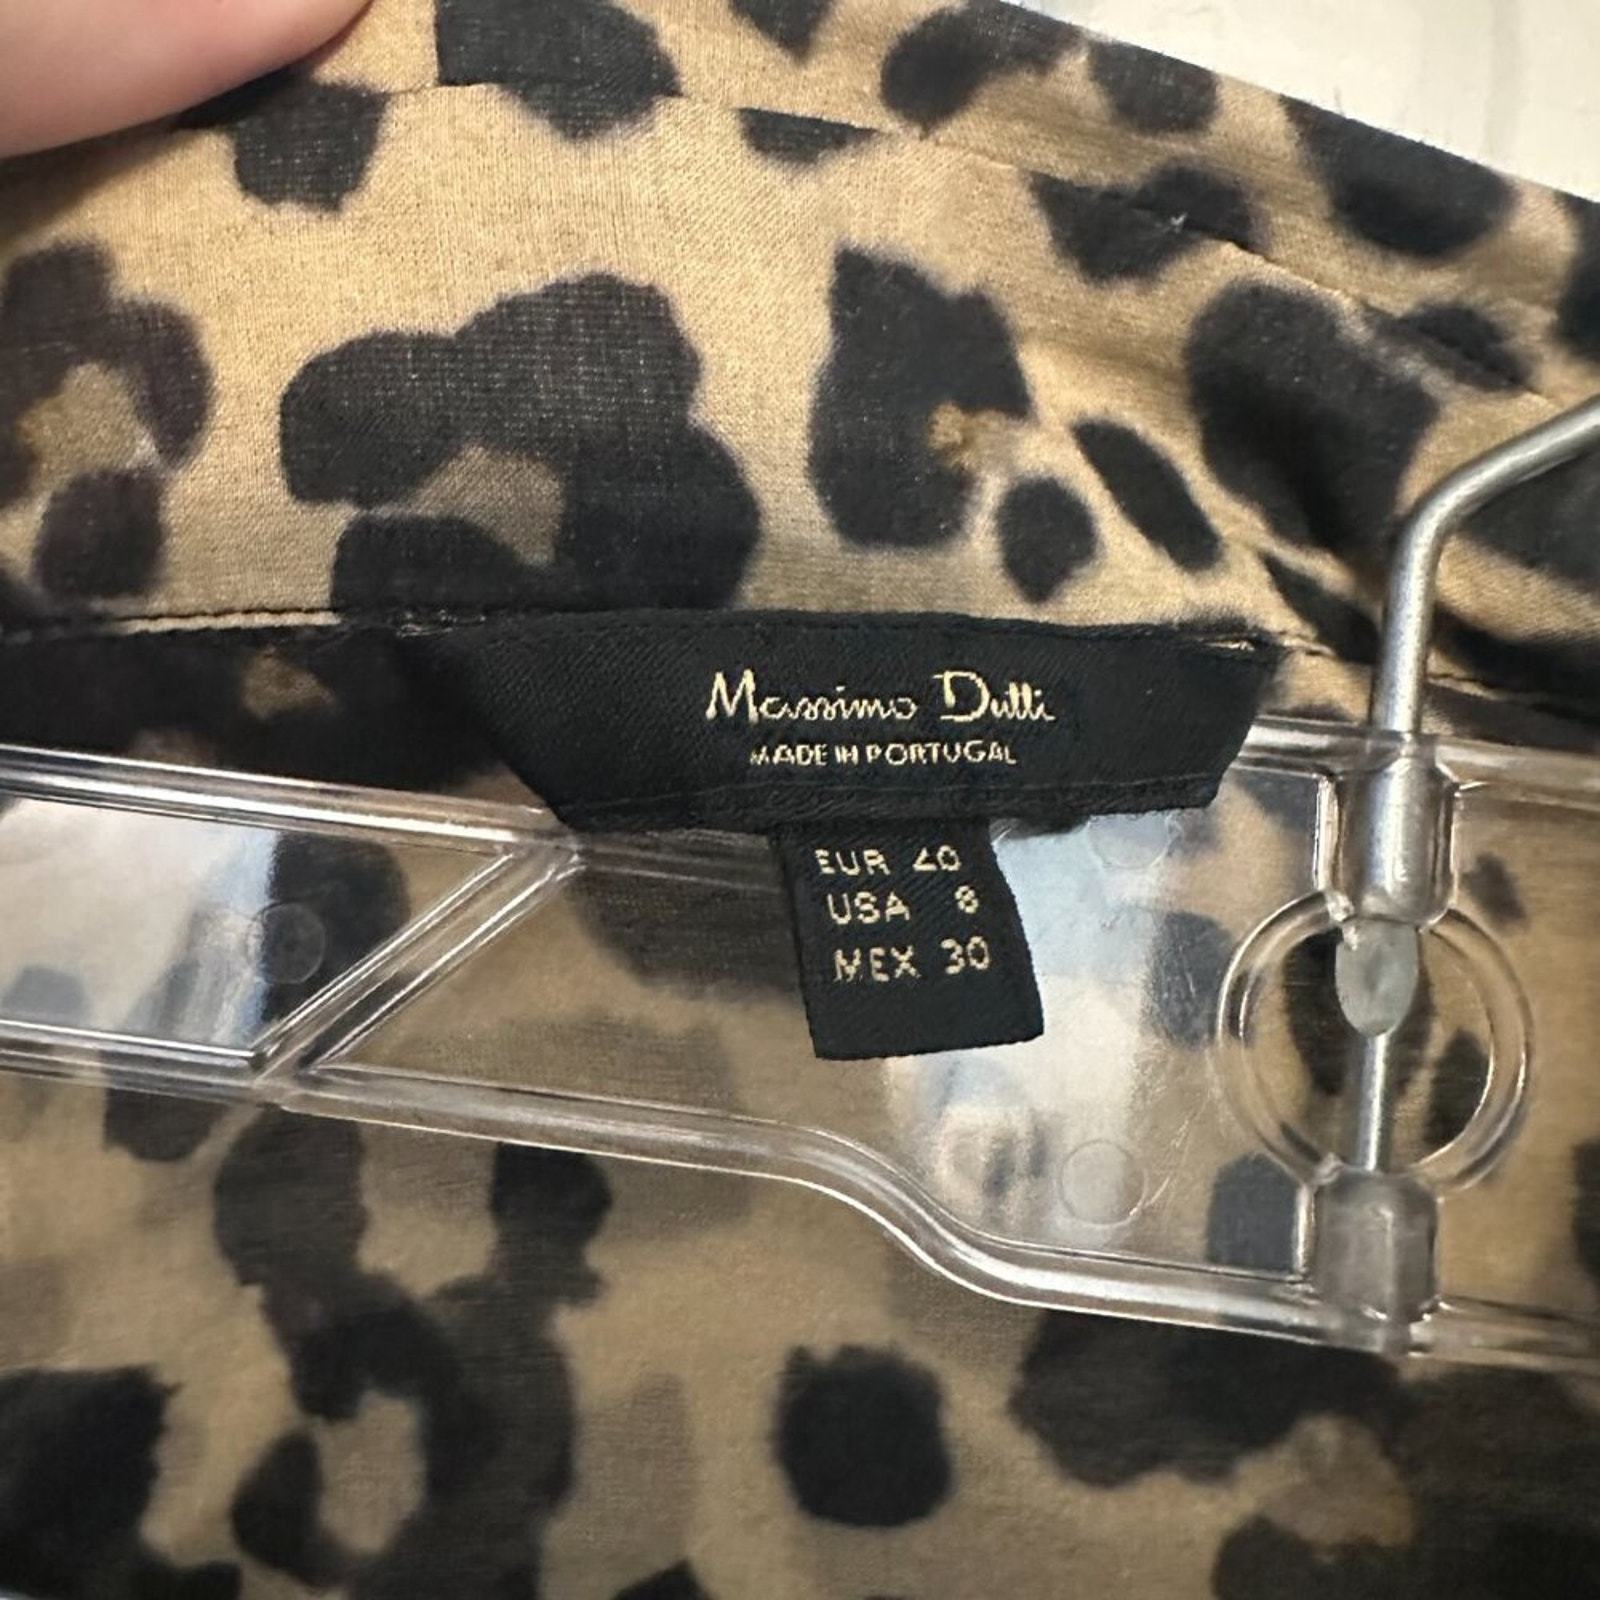 Massimo Dutti
MADE IN PORTUGAL
EUR 40
USA 8
MEX 30